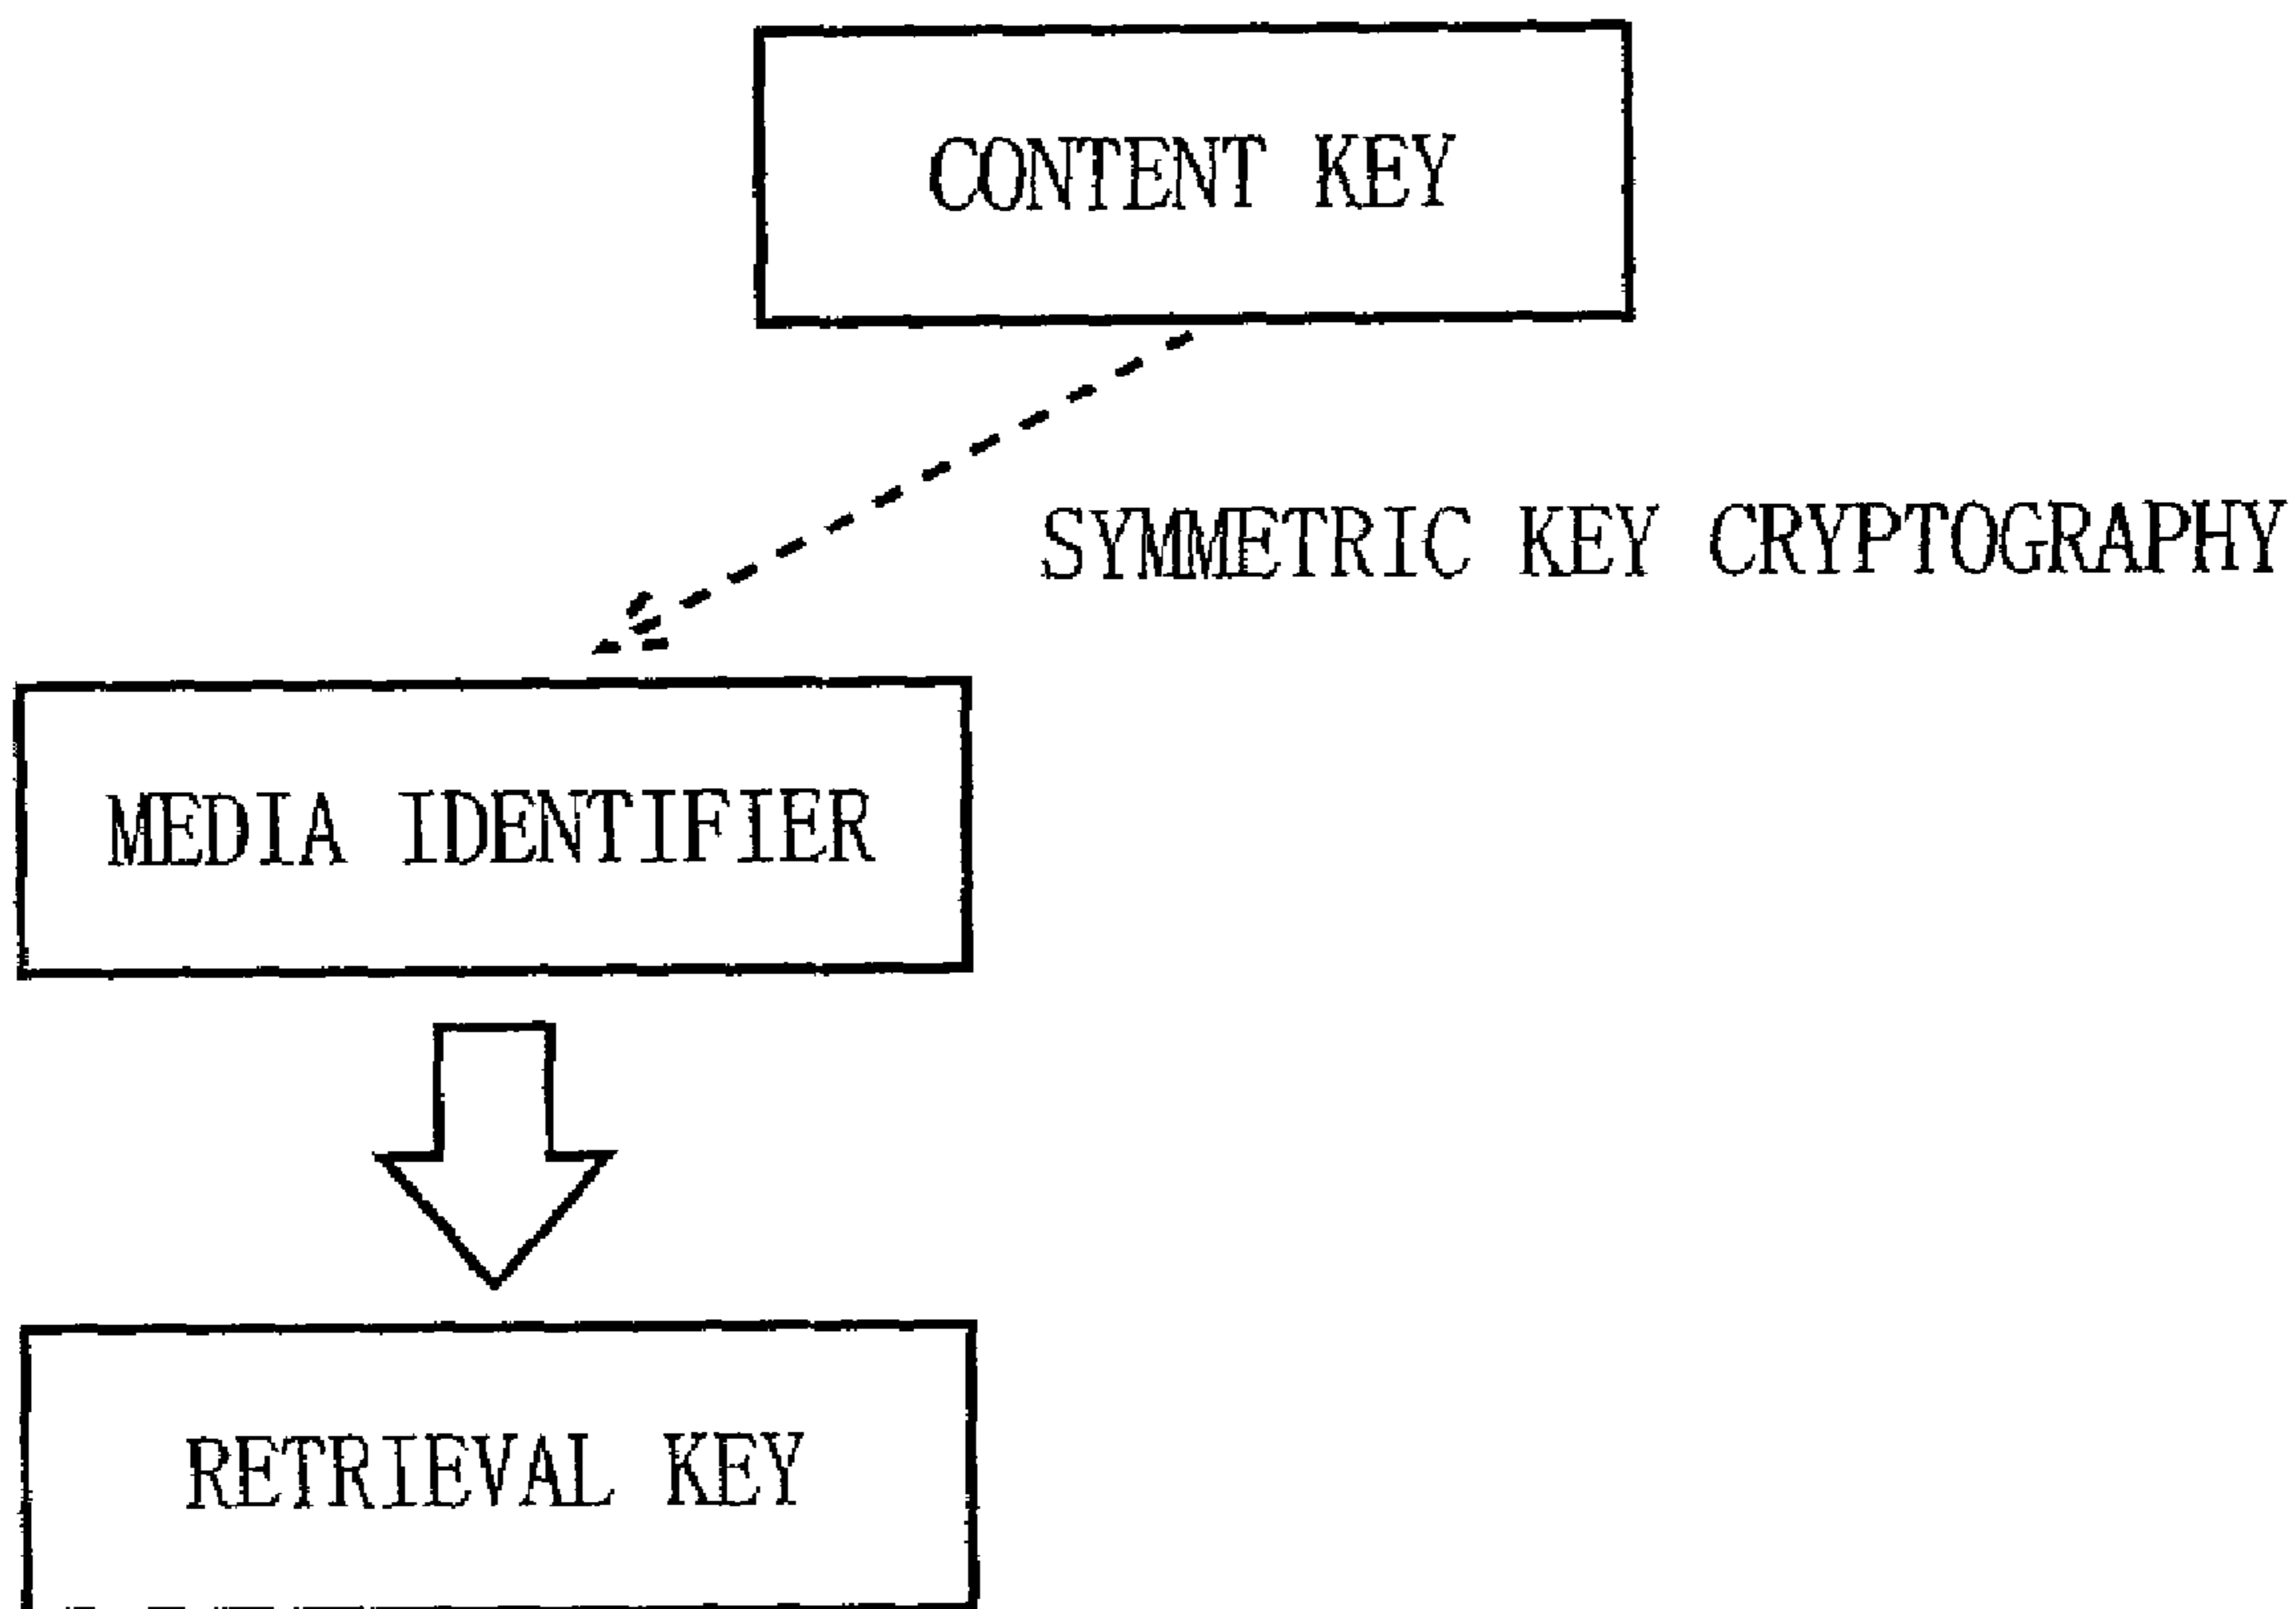 CONTENT KEY
SYMMETRIC KEY CRYPTOGRAPHY
MEDIA IDENTIFIER
RETRIEVAL KEY